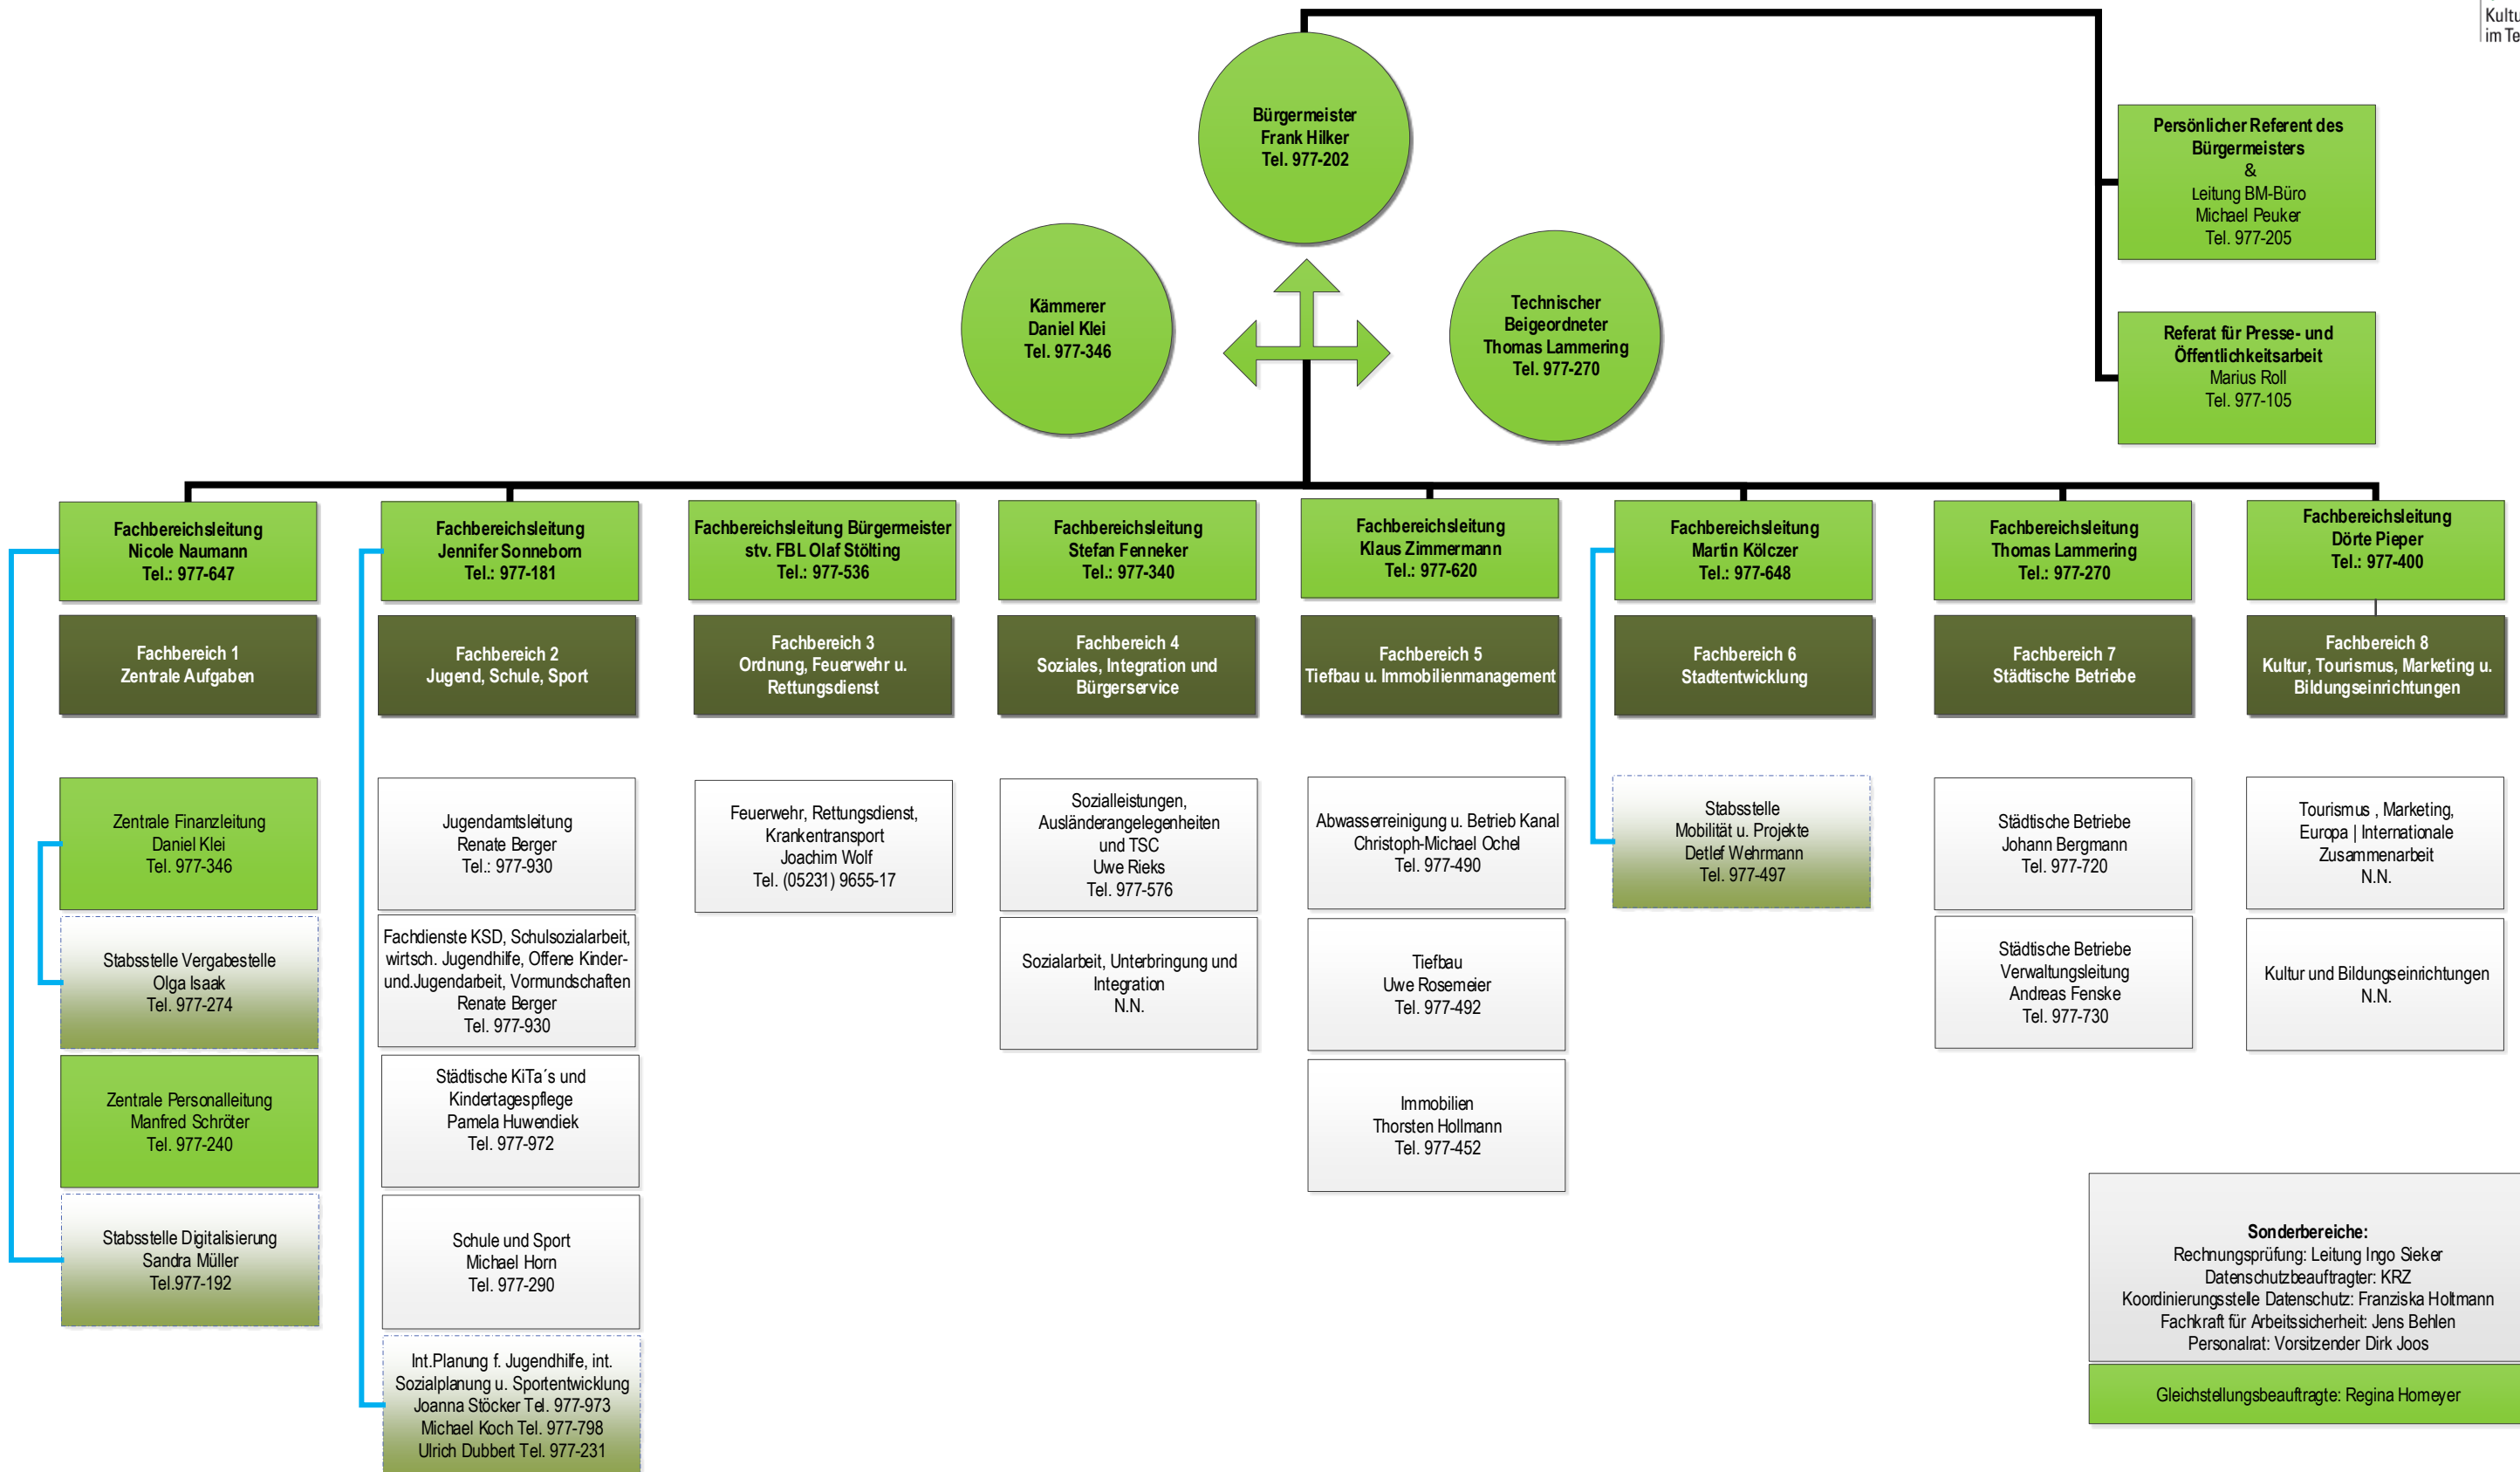 Bürgermeister
Frank Hilker
Tel. 977-202
Persönlicher Referent des
Bürgermeisters
&
Leitung BM-Büro
Michael Peuker
Tel. 977-205
Kämmerer
Daniel Klei
Tel. 977-346
Technischer
Beigeordneter
Thomas Lammering
Tel. 977-270
Referat für Presse- und
Öffentlichkeitsarbeit
Marius Roll
Tel. 977-105
Fachbereichsleitung
Nicole Naumann
Tel.: 977-647
Fachbereichsleitung
Jennifer Sonneborn
Tel.: 977-181
Fachbereichsleitung Bürgermeister
stv. FBL Olaf Stölting
Tel.: 977-536
Fachbereichsleitung
Stefan Fenneker
Tel.: 977-340
Fachbereichsleitung
Klaus Zimmermann
Tel.: 977-620
Fachbereichsleitung
Martin Kölczer
Tel.: 977-648
Fachbereichsleitung
Thomas Lammering
Tel.: 977-270
Fachbereichsleitung
Dörte Pieper
Tel.: 977-400
Fachbereich 1
Zentrale Aufgaben
Fachbereich 2
Jugend, Schule, Sport
Fachbereich 3
Ordnung, Feuerwehr u.
Rettungsdienst
Fachbereich 4
Soziales, Integration und
Bürgerservice
Fachbereich 5
Tiefbau u. Immobilienmanagement
Fachbereich 6
Stadtentwicklung
Fachbereich 7
Städtische Betriebe
Fachbereich 8
Kultur, Tourismus, Marketing u.
Bildungseinrichtungen
Zentrale Finanzleitung
Daniel Klei
Tel. 977-346
Stabsstelle Vergabestelle
Olga Isaak
Tel. 977-274
Zentrale Personalleitung
Manfred Schröter
Tel. 977-240
Stabsstelle Digitalisierung
Sandra Müller
Tel.977-192
Jugendamtsleitung
Renate Berger
Tel.: 977-930
Fachdienste KSD, Schulsozialarbeit,
wirtsch. Jugendhilfe, Offene Kinder-
und.Jugendarbeit, Vormundschaften
Renate Berger
Tel. 977-930
Städtische KiTa´s und
Kindertagespflege
Pamela Huwendiek
Tel. 977-972
Schule und Sport
Michael Horn
Tel. 977-290
Int.Planung f. Jugendhilfe, int.
Sozialplanung u. Sportentwicklung
Joanna Stöcker Tel. 977-973
Michael Koch Tel. 977-798
Ulrich Dubbert Tel. 977-231
Feuerwehr, Rettungsdienst,
Krankentransport
Joachim Wolf
Tel. (05231) 9655-17
Sozialleistungen,
Ausländerangelegenheiten
und TSC
Uwe Rieks
Tel. 977-576
Sozialarbeit, Unterbringung und
Integration
N.N.
Abwasserreinigung u. Betrieb Kanal
Christoph-Michael Ochel
Tel. 977-490
Tiefbau
Uwe Rosemeier
Tel. 977-492
Immobilien
Thorsten Hollmann
Tel. 977-452
Stabsstelle
Mobilität u. Projekte
Detlef Wehrmann
Tel. 977-497
Städtische Betriebe
Johann Bergmann
Tel. 977-720
Städtische Betriebe
Verwaltungsleitung
Andreas Fenske
Tel. 977-730
Tourismus , Marketing,
Europa | Internationale
Zusammenarbeit
N.N.
Kultur und Bildungseinrichtungen
N.N.
Sonderbereiche:
Rechnungsprüfung: Leitung Ingo Sieker
Datenschutzbeauftragter: KRZ
Koordinierungsstelle Datenschutz: Franziska Holtmann
Fachkraft für Arbeitssicherheit: Jens Behlen
Personalrat: Vorsitzender Dirk Joos
Gleichstellungsbeauftragte: Regina Homeyer
im